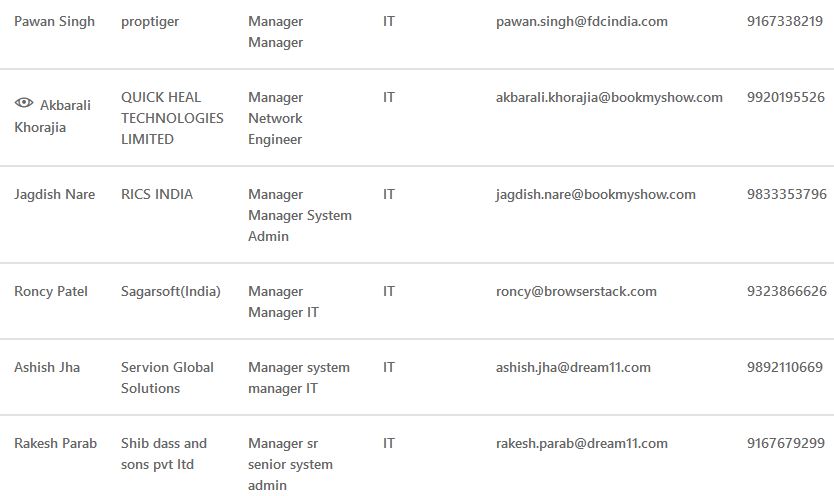 Pawan Singh proptiger Manager IT pawan.singh@fdcindia.com 9167338219
Manager
QUICK HEAL Manager IT akbarali.khorajia@bookmyshow.com 9920195526
Akbarali TECHNOLOGIES Network
Khorajia LIMITED Engineer
Jagdish Nare RICS INDIA Manager IT jagdish.nare@bookmyshow.com 9833353796
Manager System
Admin
Roncy Patel Sagarsoft(India) Manager IT roncy@browserstack.com 9323866626
Manager IT
Ashish Jha Servion Global Manager system IT ashish.jha@dream11.com 9892110669
Solutions manager IT
Rakesh Parab Shib dass and Manager sr IT rakesh.parab@dream11.com 9167679299
sons pvt ltd senior system
admin